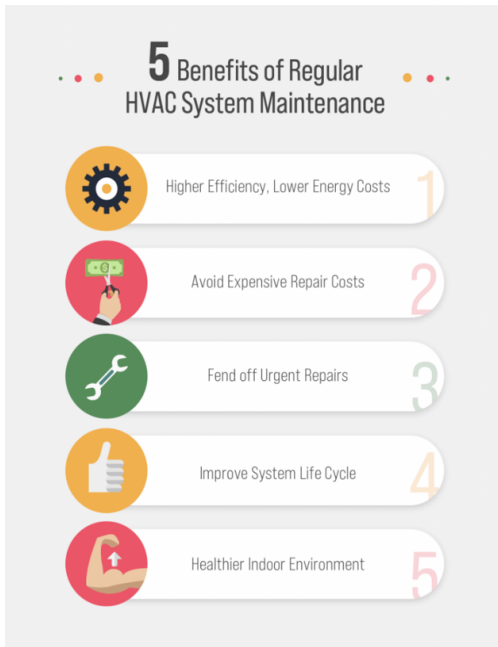 5 Benefits of Regular
HVAC System Maintenance
Higher Efficiency, Lower Energy Costs 1
Avoid Expensive Repair Costs 2
Fend off Urgent Repairs 3
Improve System Life Cycle 4
Healthier Indoor Environment 5